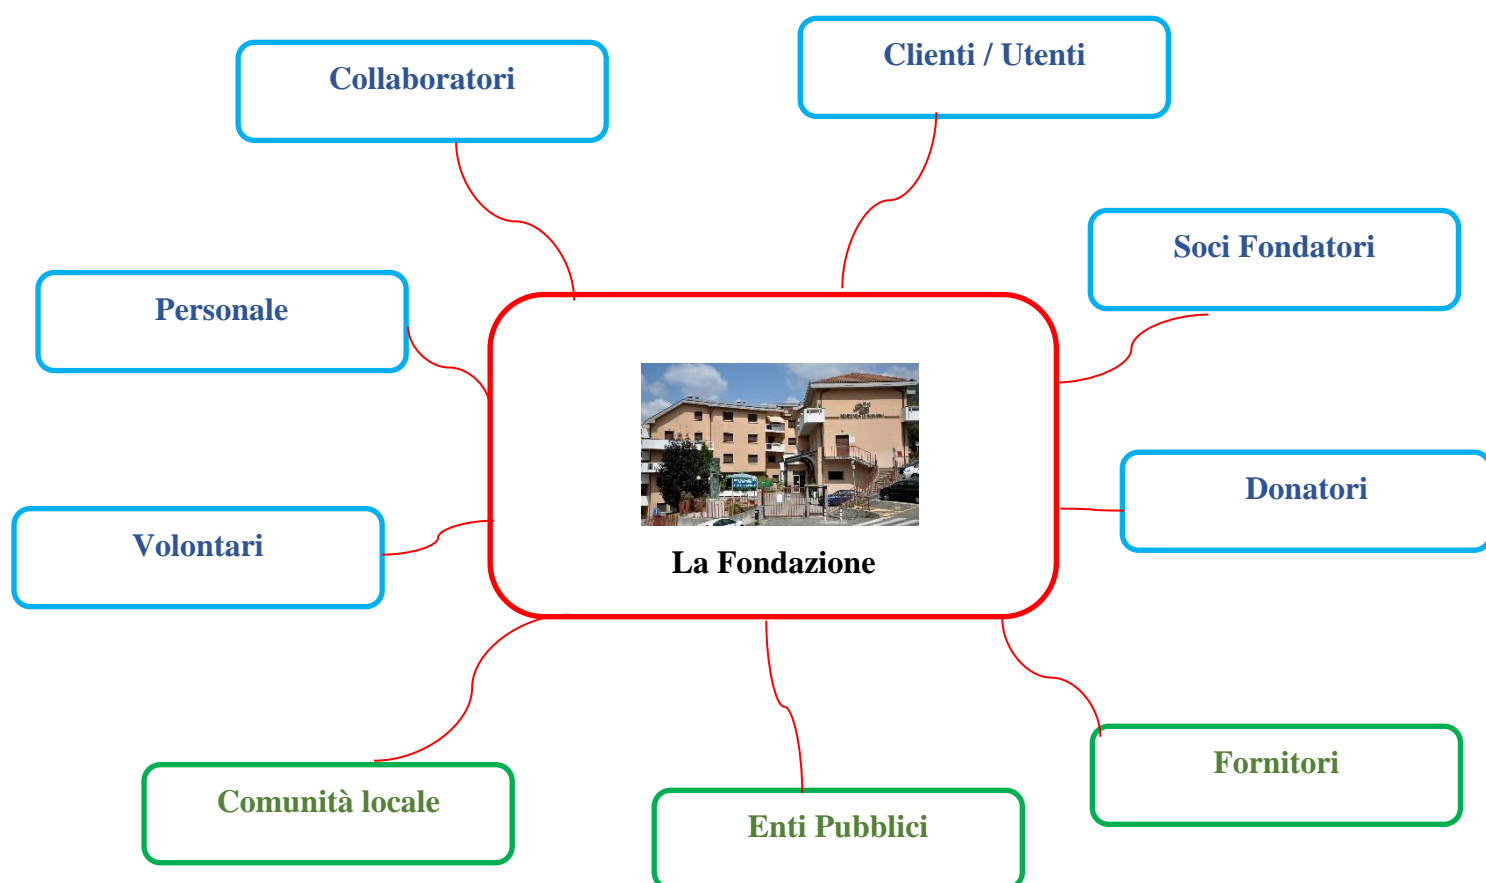 Clienti / Utenti
Collaboratori
Soci Fondatori
Personale
Donatori
Volontari
La Fondazione
Fornitori
Comunità locale
Enti Pubblici